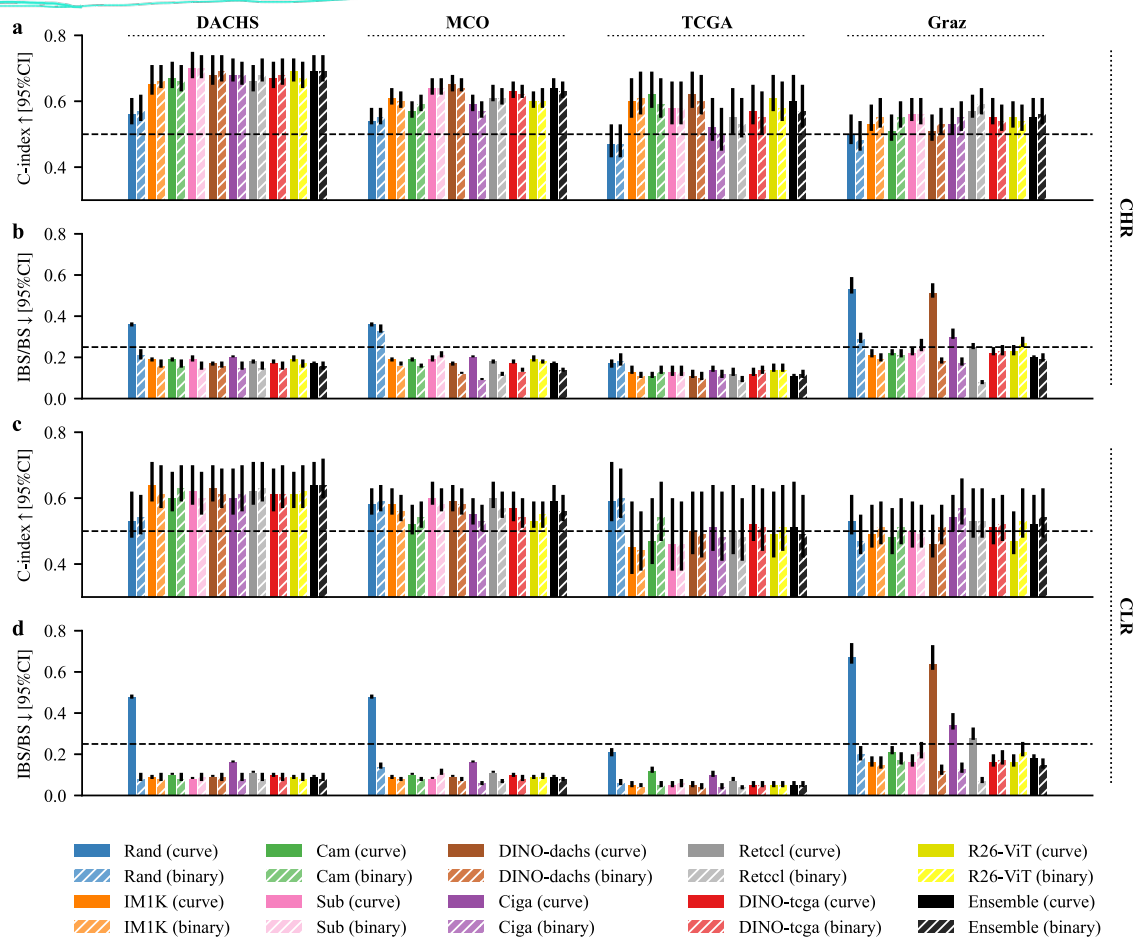 DACHS MCO TCGA Graz
a
0.8
0.6
0.4
C-index ↑ [95%CI]
b
0.8
0.6
0.4
0.2
0.0
IBS/BS ↓ [95%CI]
CHR
c
0.8
0.6
0.4
C-index ↑ [95%CI]
d
0.8
0.6
0.4
0.2
0.0
IBS/BS ↓ [95%CI]
CLR
Rand (curve) Cam (curve) DINO-dachs (curve) Retccl (curve) R26-ViT (curve)
Rand (binary) Cam (binary) DINO-dachs (binary) Retccl (binary) R26-ViT (binary)
IM1K (curve) Sub (curve) Ciga (curve) DINO-tcga (curve) Ensemble (curve)
IM1K (binary) Sub (binary) Ciga (binary) DINO-tcga (binary) Ensemble (binary)